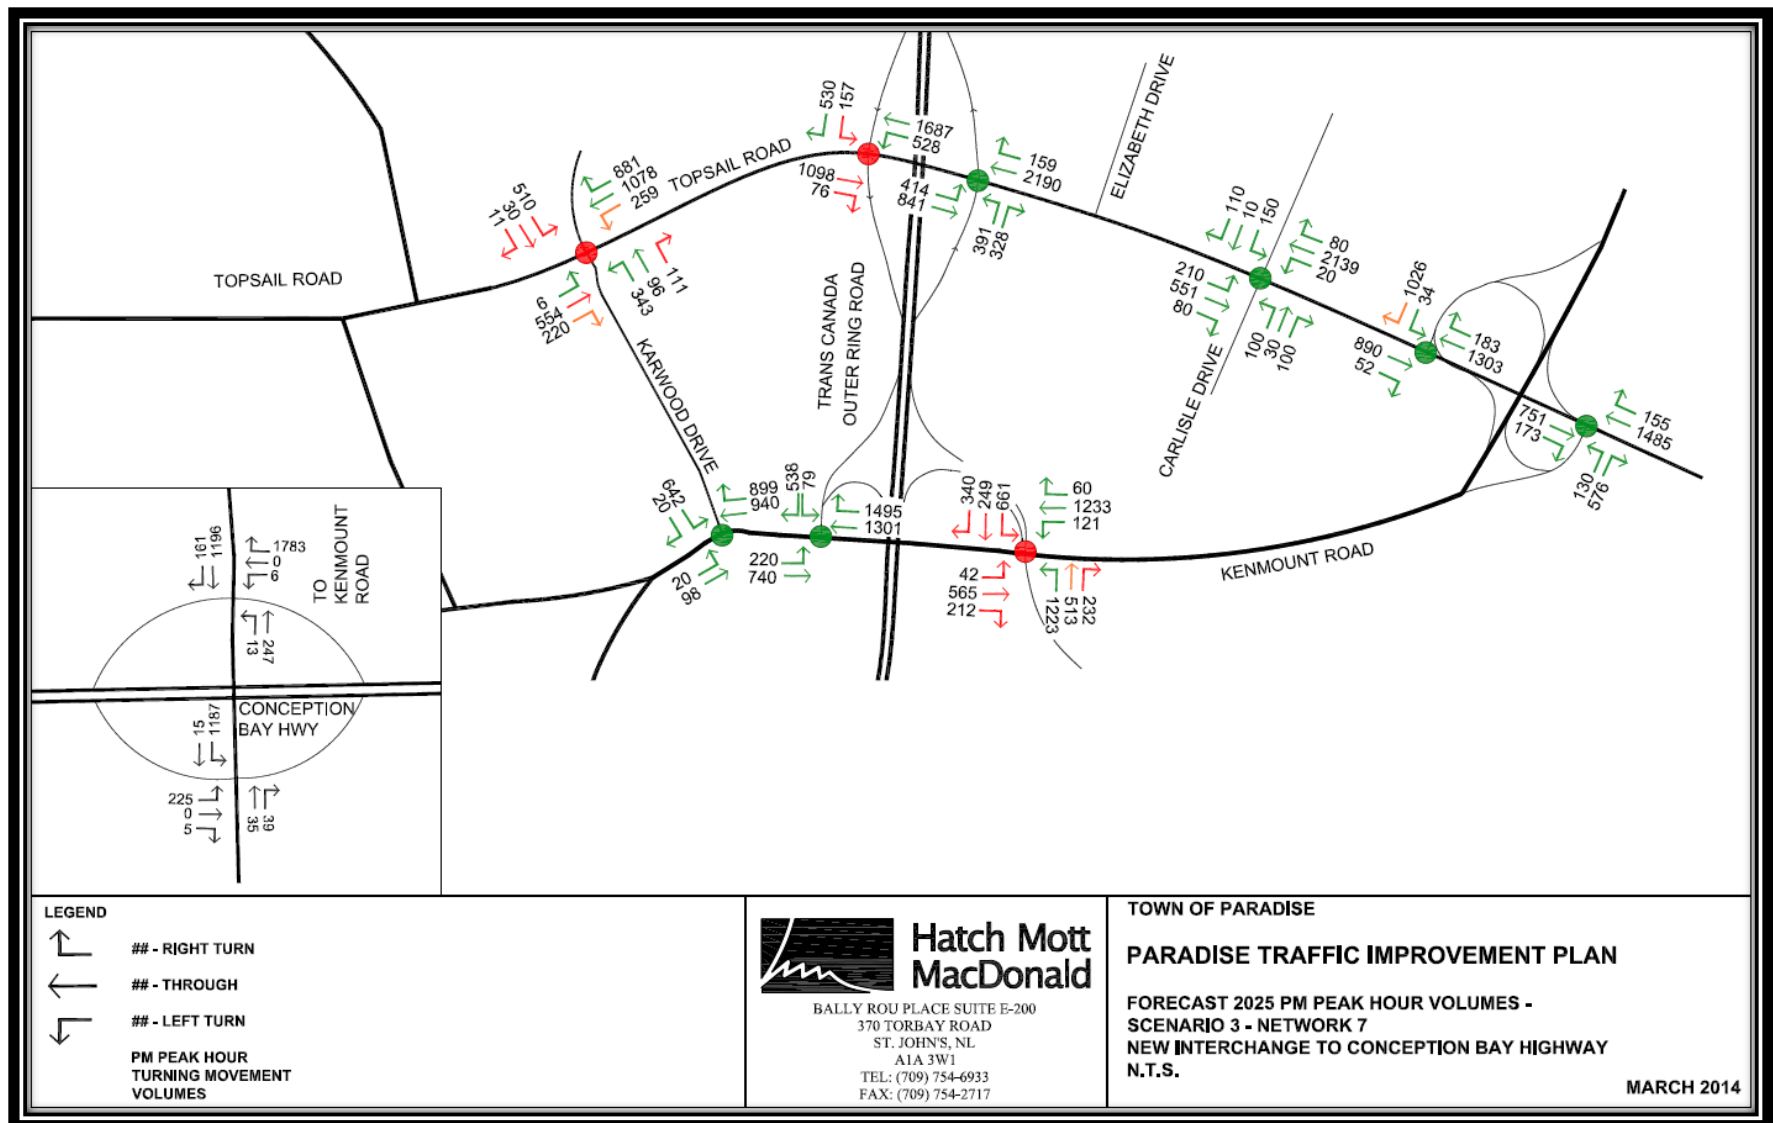 530
157
1687
528
1098
76
414
841
159
2190
391
328
ELIZABETH DRIVE
TOPSAIL ROAD
881
1078
259
510
30
11
TOPSAIL ROAD
6
554
220
111
96
343
KARWOOD DRIVE
TRANS CANADA
OUTER RING ROAD
110
10
150
80
2139
20
210
551
80
100
30
100
CARLISLE DRIVE
1026
34
183
1303
890
52
751
173
155
1485
130
576
642
20
899
940
538
79
1495
1301
20
98
220
740
340
249
661
60
1233
121
42
565
212
1223
513
232
KENMOUNT ROAD
161
1196
1783
0
6
TO
KENMOUNT
ROAD
13
247
15
1187
CONCEPTION
BAY HWY
225
0
5
35
39
LEGEND
## - RIGHT TURN
## - THROUGH
## - LEFT TURN
PM PEAK HOUR
TURNING MOVEMENT
VOLUMES
Hatch Mott
MacDonald
BALLY ROU PLACE SUITE E-200
370 TORBAY ROAD
ST. JOHN'S, NL
A1A 3W1
TEL: (709) 754-6933
FAX: (709) 754-2717
TOWN OF PARADISE
PARADISE TRAFFIC IMPROVEMENT PLAN
FORECAST 2025 PM PEAK HOUR VOLUMES -
SCENARIO 3 - NETWORK 7
NEW INTERCHANGE TO CONCEPTION BAY HIGHWAY
N.T.S.
MARCH 2014